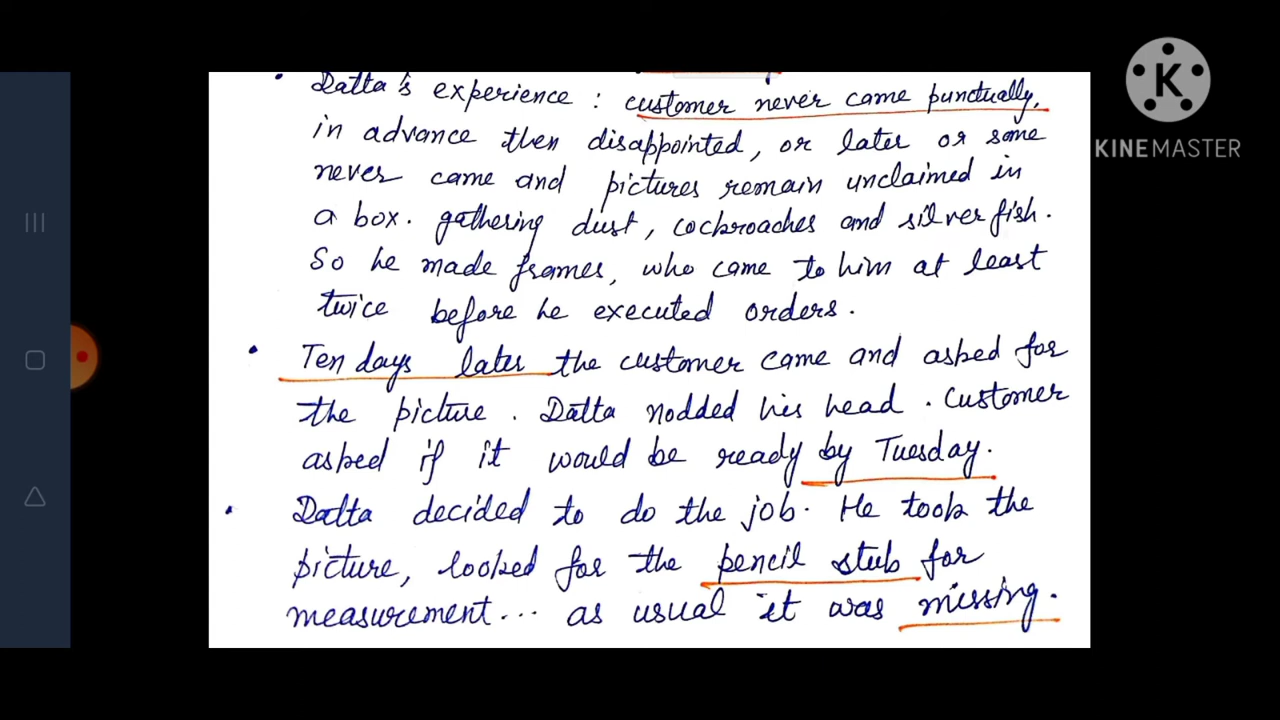 Datta's experience : customer never came punctually,
in advance then disappointed, or later or some
never came and pictures remain unclaimed in
a box. gathering dust, cockroaches and silverfish.
So he made frames, who came to him at least
twice before he executed orders.
• Ten days later the customer came and asked for
the picture. Datta nodded his head. Customer
asked if it would be ready by Tuesday.
• Datta decided to do the job. He took the
picture, looked for the pencil stub for
measurement... as usual it was missing.
K
KINEMASTER